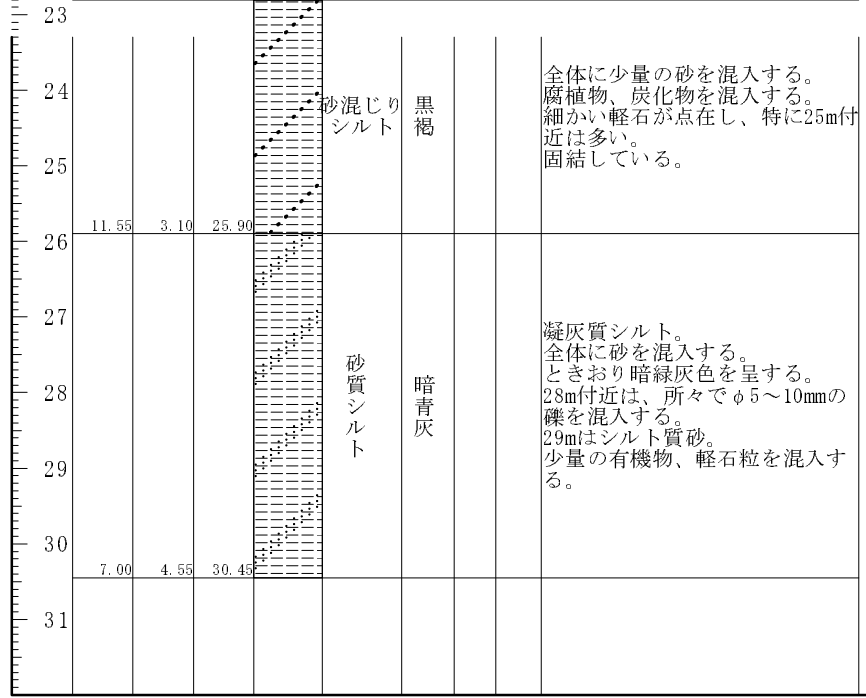 23
24
25
11.55 3.10 25.90
砂混じり
シルト
黒褐
全体に少量の砂を混入する。
腐植物、炭化物を混入する。
細かい軽石が点在し、特に25m付
近は多い。
固結している。
26
27
28
29
30
7.00 4.55 30.45
砂質シルト
暗青灰
凝灰質シルト。
全体に砂を混入する。
ときおり暗緑灰色を呈する。
28m付近は、所々でφ5～10mmの
礫を混入する。
29mはシルト質砂。
少量の有機物、軽石粒を混入す
る。
31